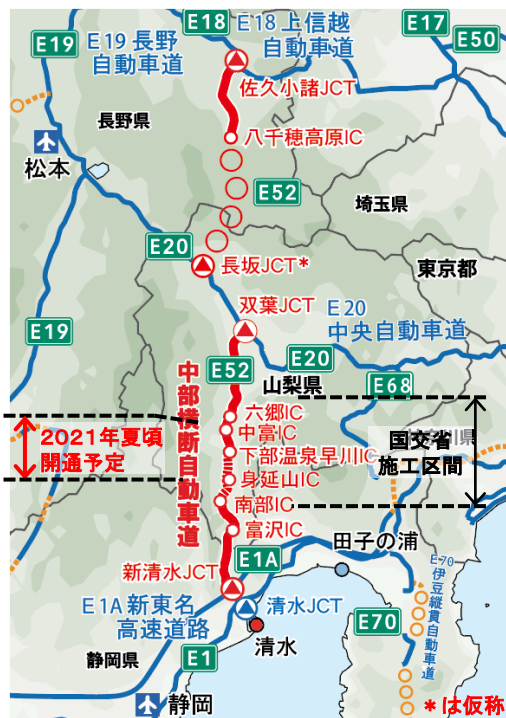 E19
E18
E17
E50
E19 長野
自動車道
E18 上信越
自動車道
佐久小諸JCT
長野県
八千穂高原IC
松本
E52
埼玉県
E20
長坂JCT*
東京都
双葉JCT
E20
中央自動車道
E19
E52
E20
山梨県
E68
中部横断自動車道
六郷IC
中富IC
2021年夏頃
開通予定
下部温泉早川IC
国交省
施工区間
身延山IC
南部IC
富沢IC
田子の浦
E1A
新清水JCT
E70
伊豆縦貫自動車道
E1A 新東名
高速道路
清水JCT
E70
静岡県
E1
清水
静岡
*は仮称